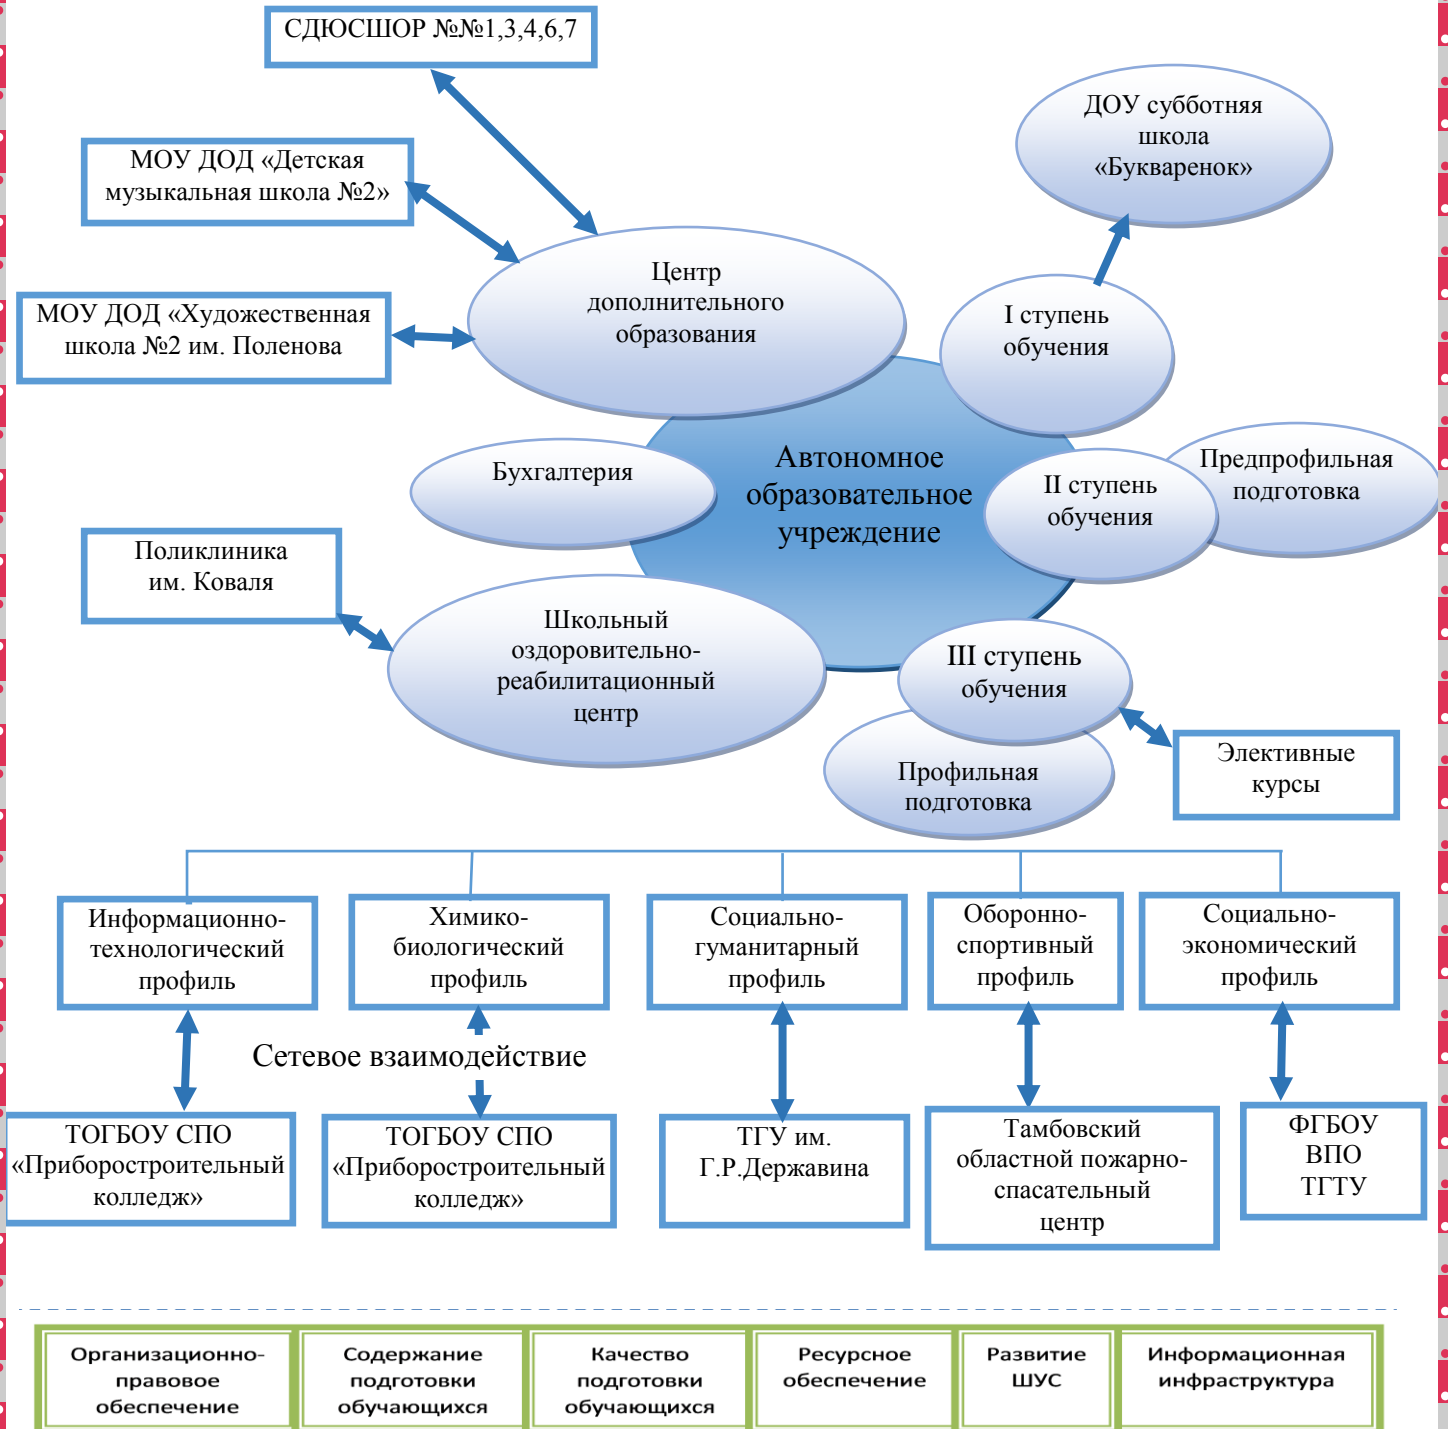 СДЮСШОР №№1,3,4,6,7
ДОУ субботняя
школа
«Букваренок»
МОУ ДОД «Детская
музыкальная школа №2»
Центр
дополнительного
образования
МОУ ДОД «Художественная
школа №2 им. Поленова
I ступень
обучения
Автономное
образовательное
учреждение
Бухгалтерия
II ступень
обучения
Предпрофильная
подготовка
Поликлиника
им. Коваля
Школьный
оздоровительно-
реабилитационный
центр
III ступень
обучения
Профильная
подготовка
Элективные
курсы
Информационно-
технологический
профиль
Химико-
биологический
профиль
Социально-
гуманитарный
профиль
Оборонно-
спортивный
профиль
Социально-
экономический
профиль
Сетевое взаимодействие
ТОГБОУ СПО
«Приборостроительный
колледж»
ТОГБОУ СПО
«Приборостроительный
колледж»
ТГУ им.
Г.Р.Державина
Тамбовский
областной пожарно-
спасательный
центр
ФГБОУ
ВПО
ТГТУ
Организационно-
правовое
обеспечение
Содержание
подготовки
обучающихся
Качество
подготовки
обучающихся
Ресурсное
обеспечение
Развитие
ШУС
Информационная
инфраструктура